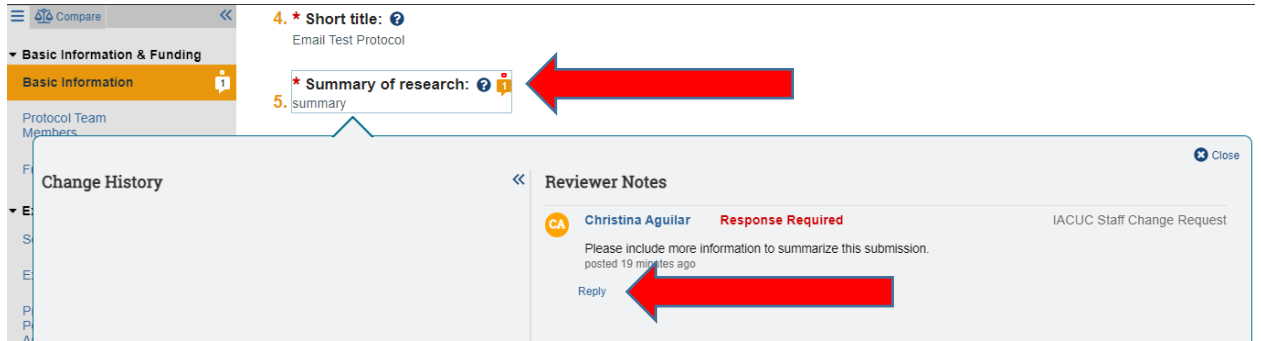 Compare
4. * Short title:
Email Test Protocol
Basic Information & Funding
Basic Information 1
* Summary of research: 1
5. summary
Protocol Team
Members
Close
Change History
Reviewer Notes
CA Christina Aguilar Response Required IACUC Staff Change Request
Please include more information to summarize this submission.
posted 19 minutes ago
Reply